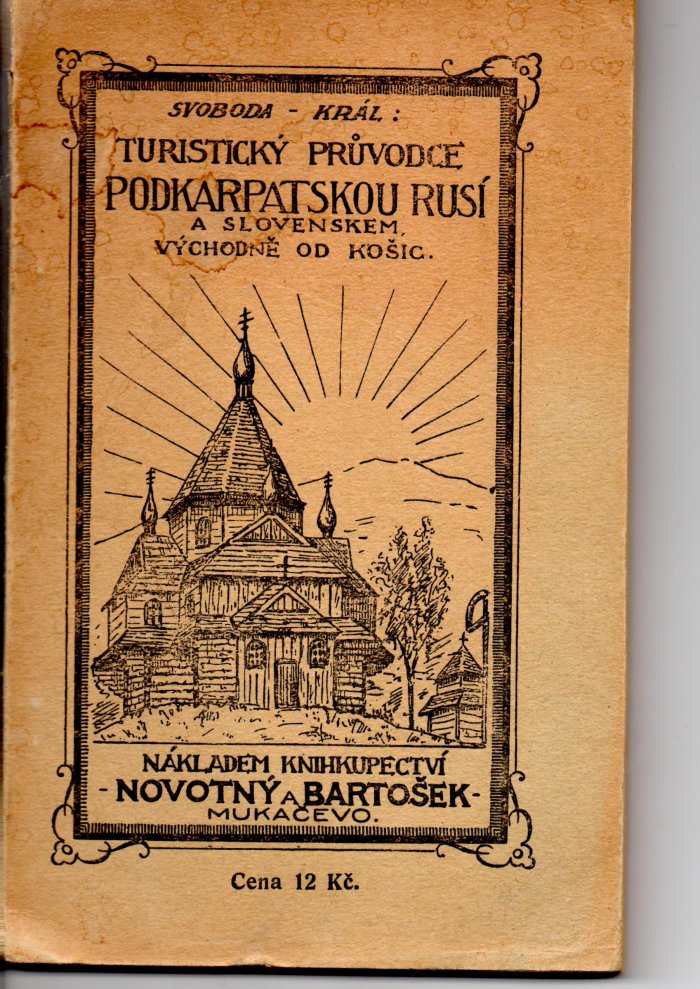 SVOBODA - KRÁL:
TURISTICKÝ PRŮVODCE
PODKARPATSKOU RUSÍ
A SLOVENSKEM,
VÝCHODNĚ OD KOŠIC.
NÁKLADEM KNIHKUPECTVÍ
- NOVOTNÝ A BARTOŠEK -
MUKAČEVO.
Cena 12 Kč.